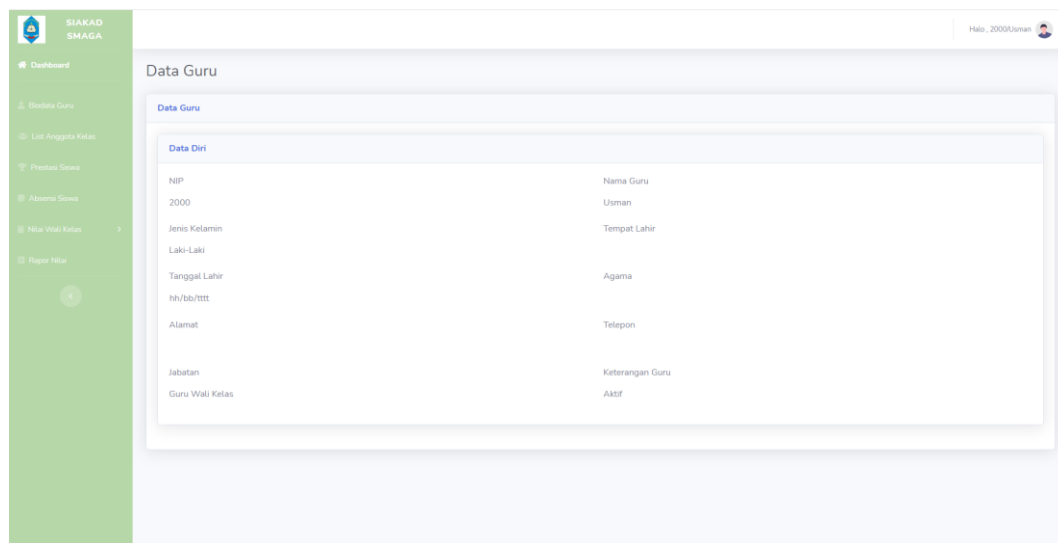 SIAKAD
SMAGA
Halo , 2000/Usman
Dashboard
Biodata Guru
List Anggota Kelas
Prestasi Siswa
Absensi Siswa
Nilai Wali Kelas
Rapor Nilai
Data Guru
Data Guru
Data Diri
NIP
Nama Guru
2000
Usman
Jenis Kelamin
Tempat Lahir
Laki-Laki
Tanggal Lahir
Agama
hh/bb/tttt
Alamat
Telepon
Jabatan
Keterangan Guru
Guru Wali Kelas
Aktif